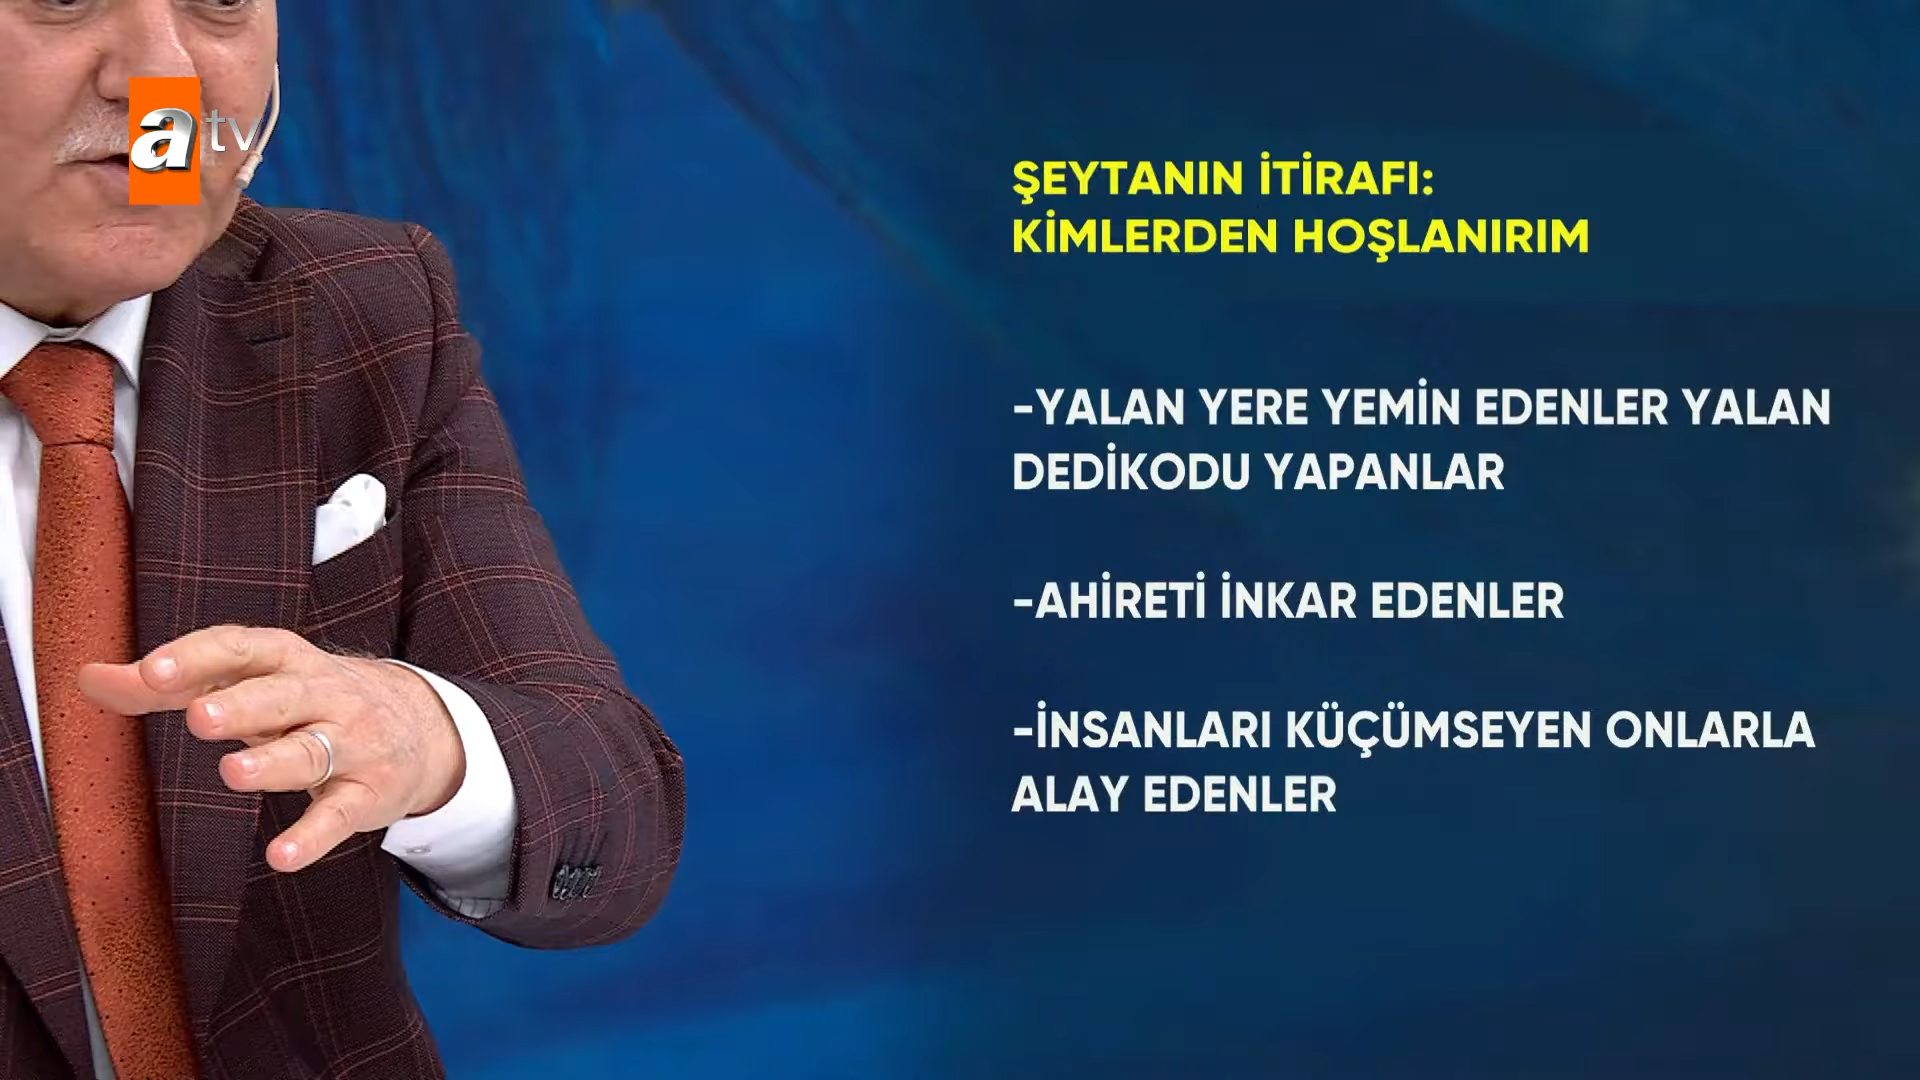 atv
ŞEYTANIN İTİRAFI:
KİMLERDEN HOŞLANIRIM
-YALAN YERE YEMİN EDENLER YALAN
DEDİKODU YAPANLAR
-AHİRETİ İNKAR EDENLER
-İNSANLARI KÜÇÜMSEYEN ONLARLA
ALAY EDENLER